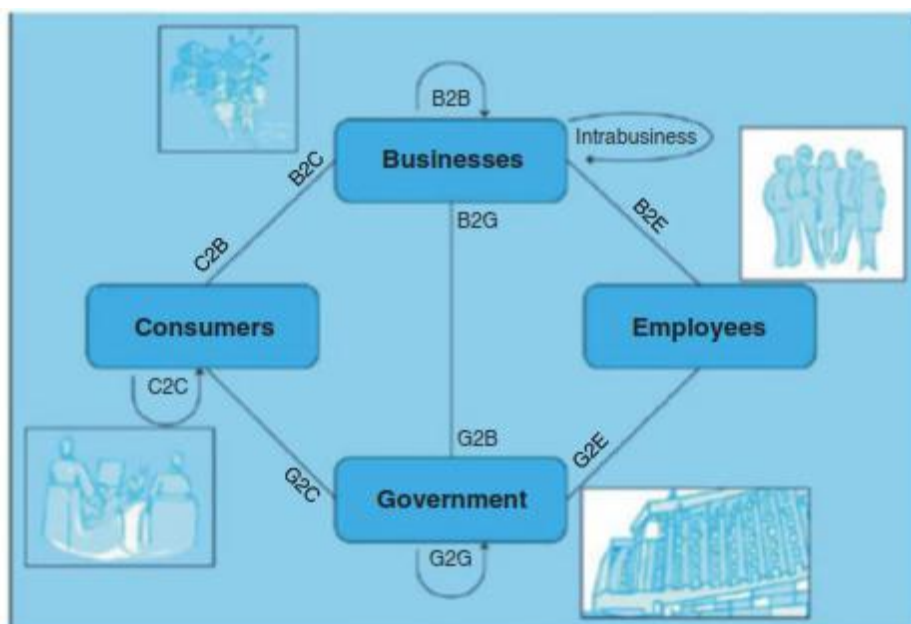 B2B
Intrabusiness
Businesses
B2C
B2G
B2E
C2B
Consumers
Employees
C2C
G2B
G2C
G2E
Government
G2G